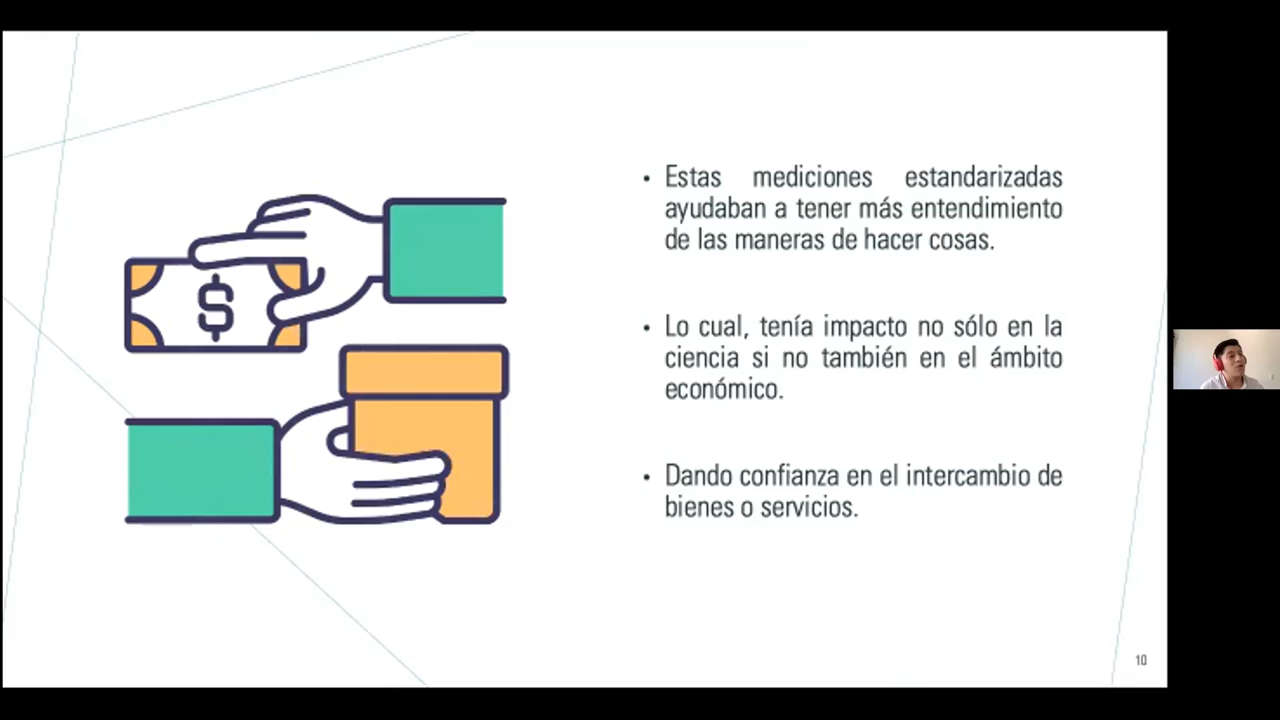 • Estas mediciones estandarizadas
ayudaban a tener más entendimiento
de las maneras de hacer cosas.
• Lo cual, tenía impacto no sólo en la
ciencia si no también en el ámbito
económico.
• Dando confianza en el intercambio de
bienes o servicios.
$
10